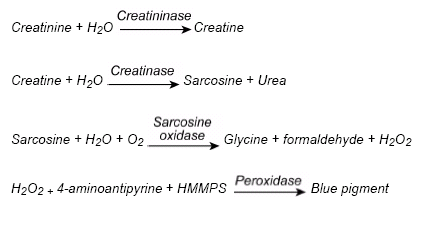 Creatininase
Creatinine + H2O → Creatine
Creatinase
Creatine + H2O → Sarcosine + Urea
Sarcosine
oxidase
Sarcosine + H2O + O2 → Glycine + formaldehyde + H2O2
Peroxidase
H2O2 + 4-aminoantipyrine + HMMPS → Blue pigment